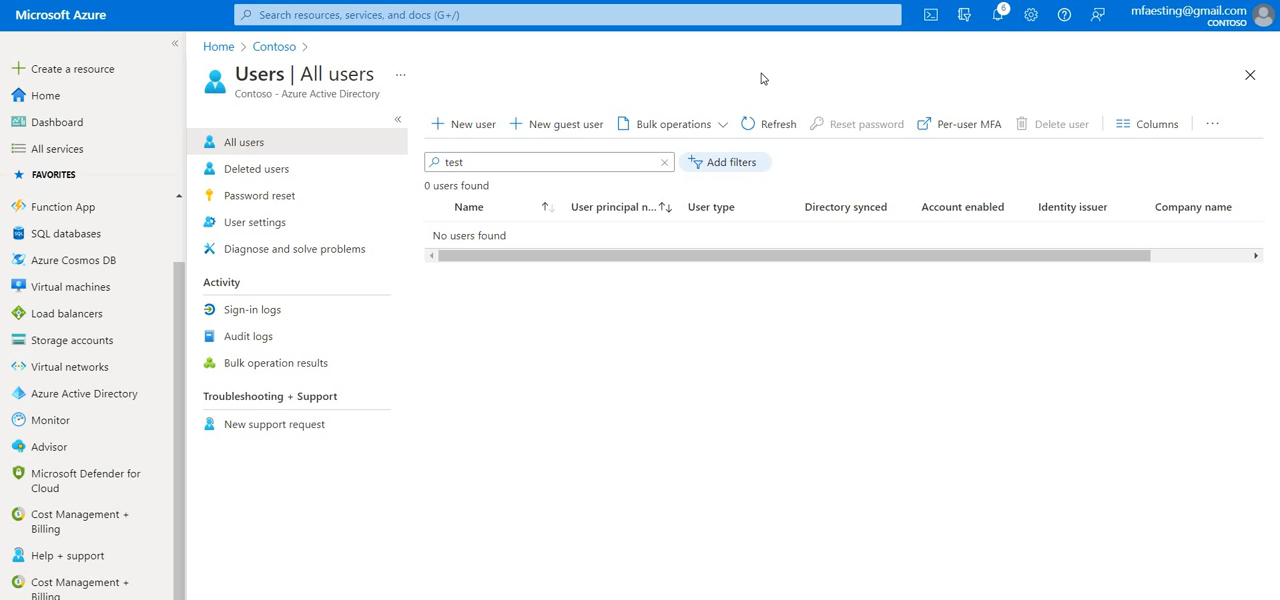 Microsoft Azure
Search resources, services, and docs (G+/)
6
mfaesting@gmail.com
CONTOSO
«
Create a resource
Home
Dashboard
All services
FAVORITES
Function App
SQL databases
Azure Cosmos DB
Virtual machines
Load balancers
Storage accounts
Virtual networks
Azure Active Directory
Monitor
Advisor
Microsoft Defender for
Cloud
Cost Management +
Billing
Help + support
Cost Management +
Billing
Home > Contoso >
Users | All users ...
Contoso - Azure Active Directory
«
All users
Deleted users
Password reset
User settings
Diagnose and solve problems
Activity
Sign-in logs
Audit logs
Bulk operation results
Troubleshooting + Support
New support request
New user New guest user Bulk operations Refresh Reset password Per-user MFA Delete user Columns ...
test
Add filters
0 users found
Name User principal n... User type Directory synced Account enabled Identity issuer Company name
No users found